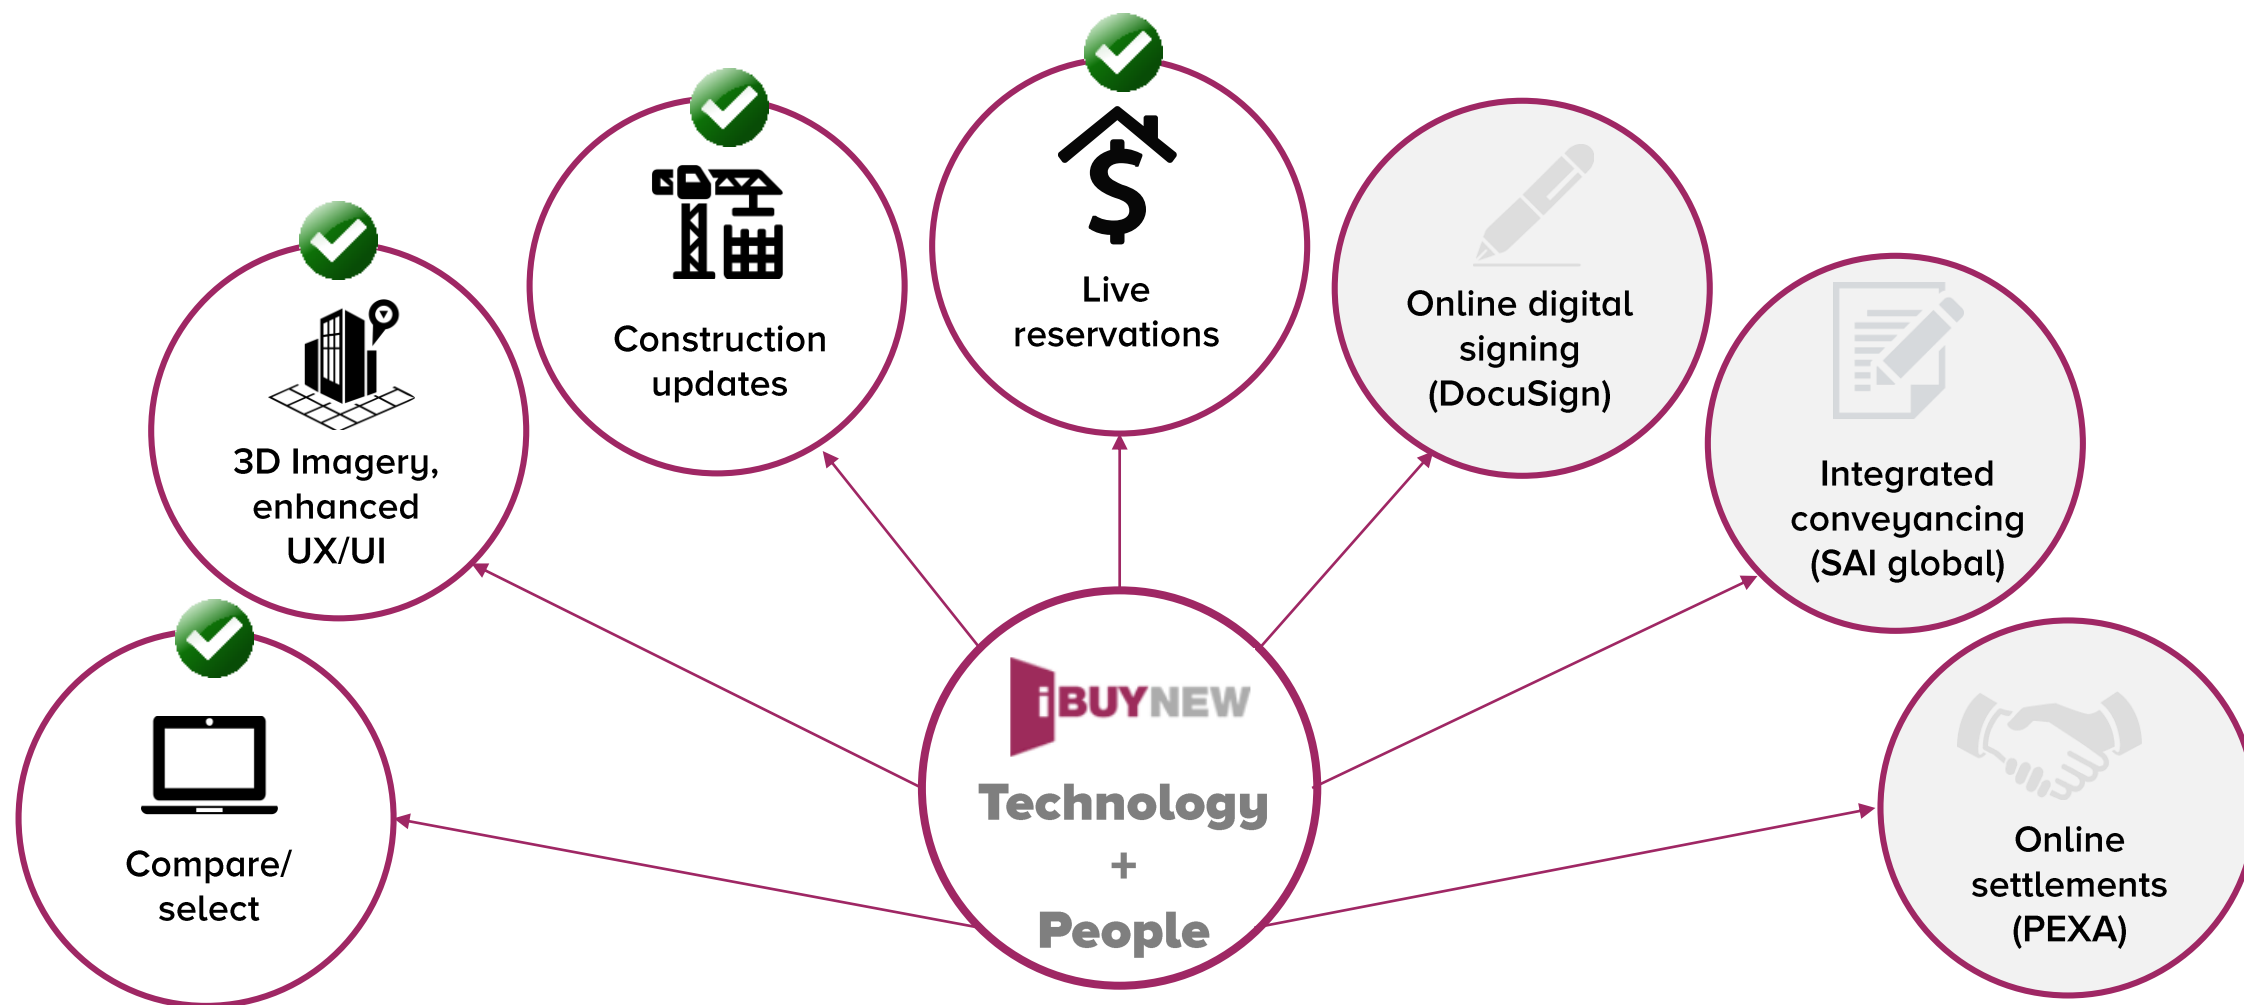 Live
reservations
Construction
updates
Online digital
signing
(DocuSign)
3D Imagery,
enhanced
UX/UI
Integrated
conveyancing
(SAI global)
Compare/
select
iBUYNEW
Technology
+
People
Online
settlements
(PEXA)